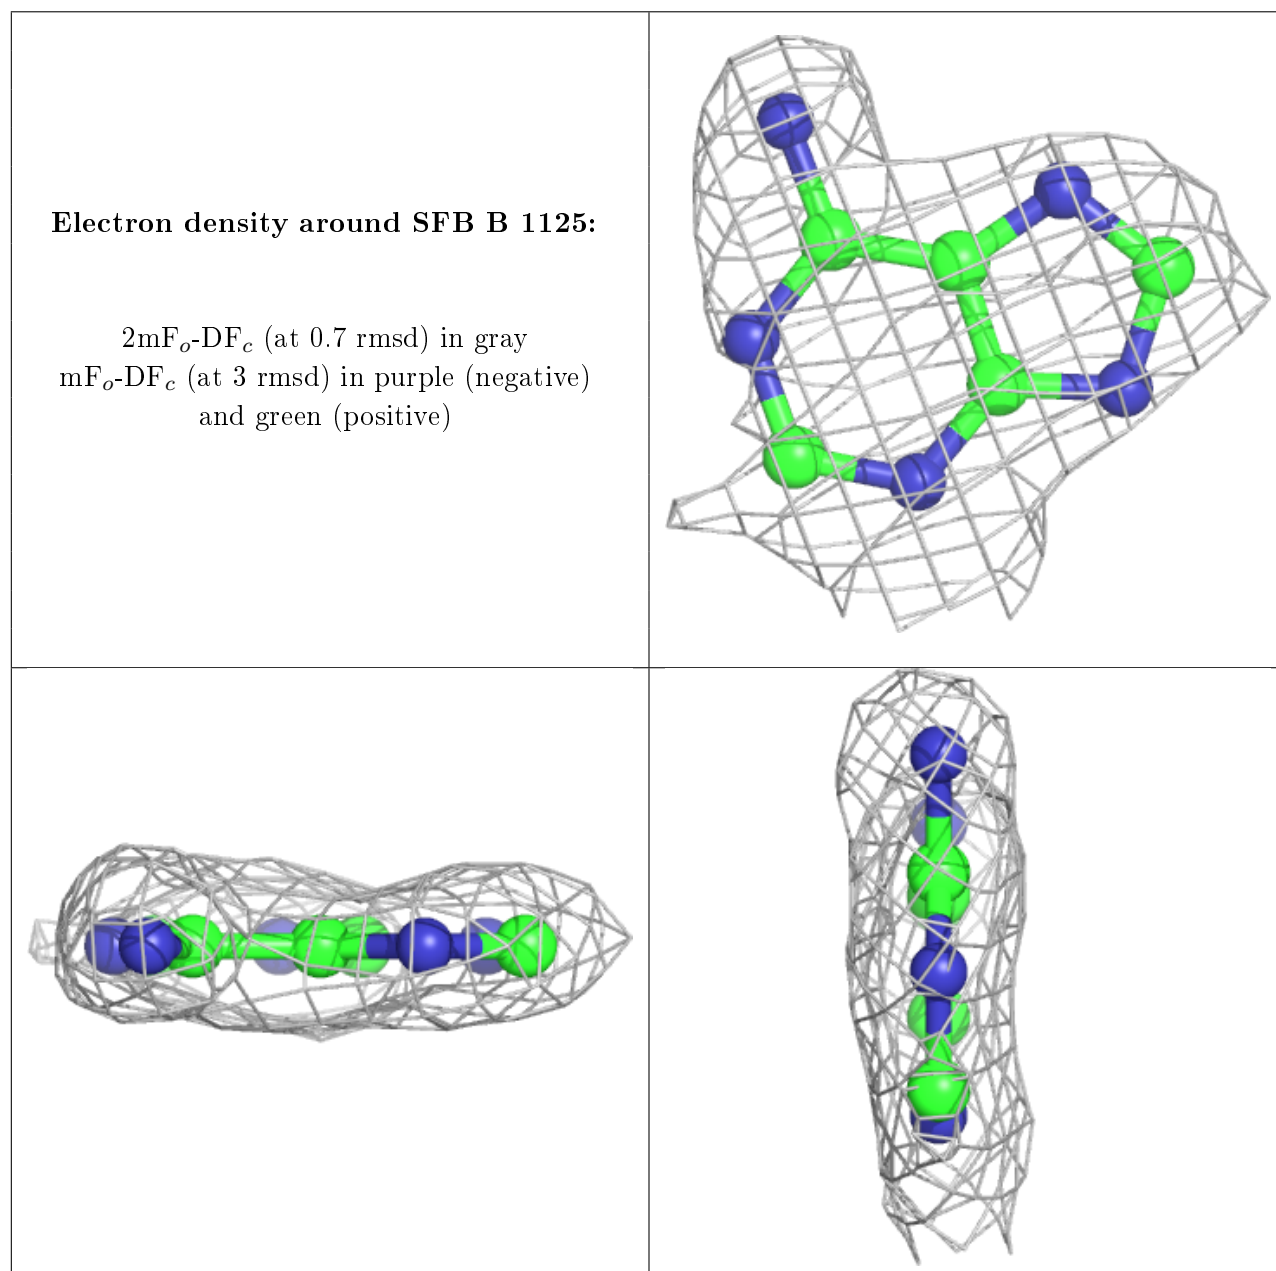 Electron density around SFB B 1125:
2mFo-DFc (at 0.7 rmsd) in gray
mFo-DFc (at 3 rmsd) in purple (negative)
and green (positive)